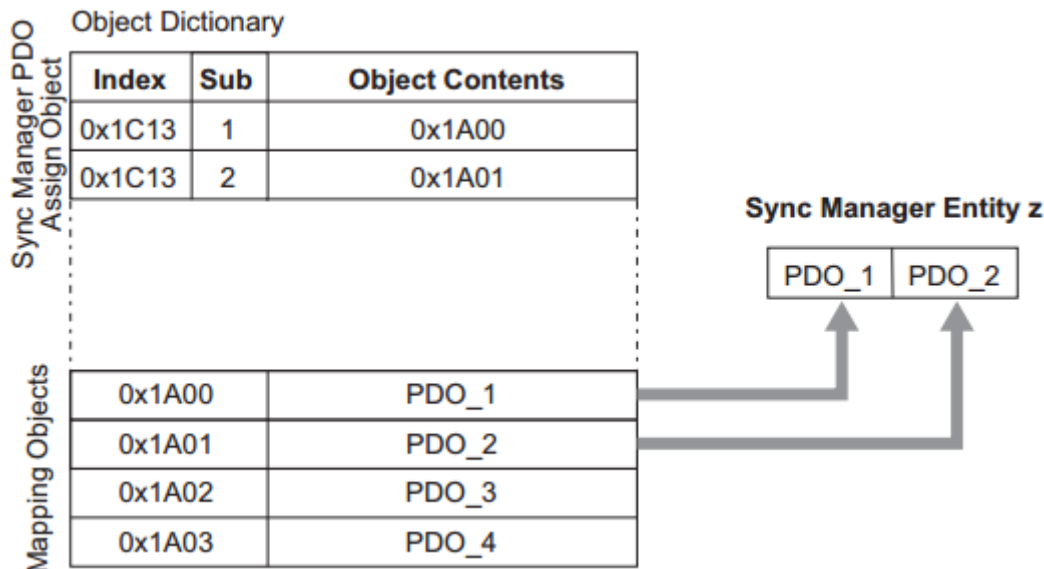 Object Dictionary
Sync Manager PDO
Assign Object
Index Sub Object Contents
0x1C13 1 0x1A00
0x1C13 2 0x1A01
Sync Manager Entity z
PDO_1 PDO_2
Mapping Objects
0x1A00 PDO_1
0x1A01 PDO_2
0x1A02 PDO_3
0x1A03 PDO_4